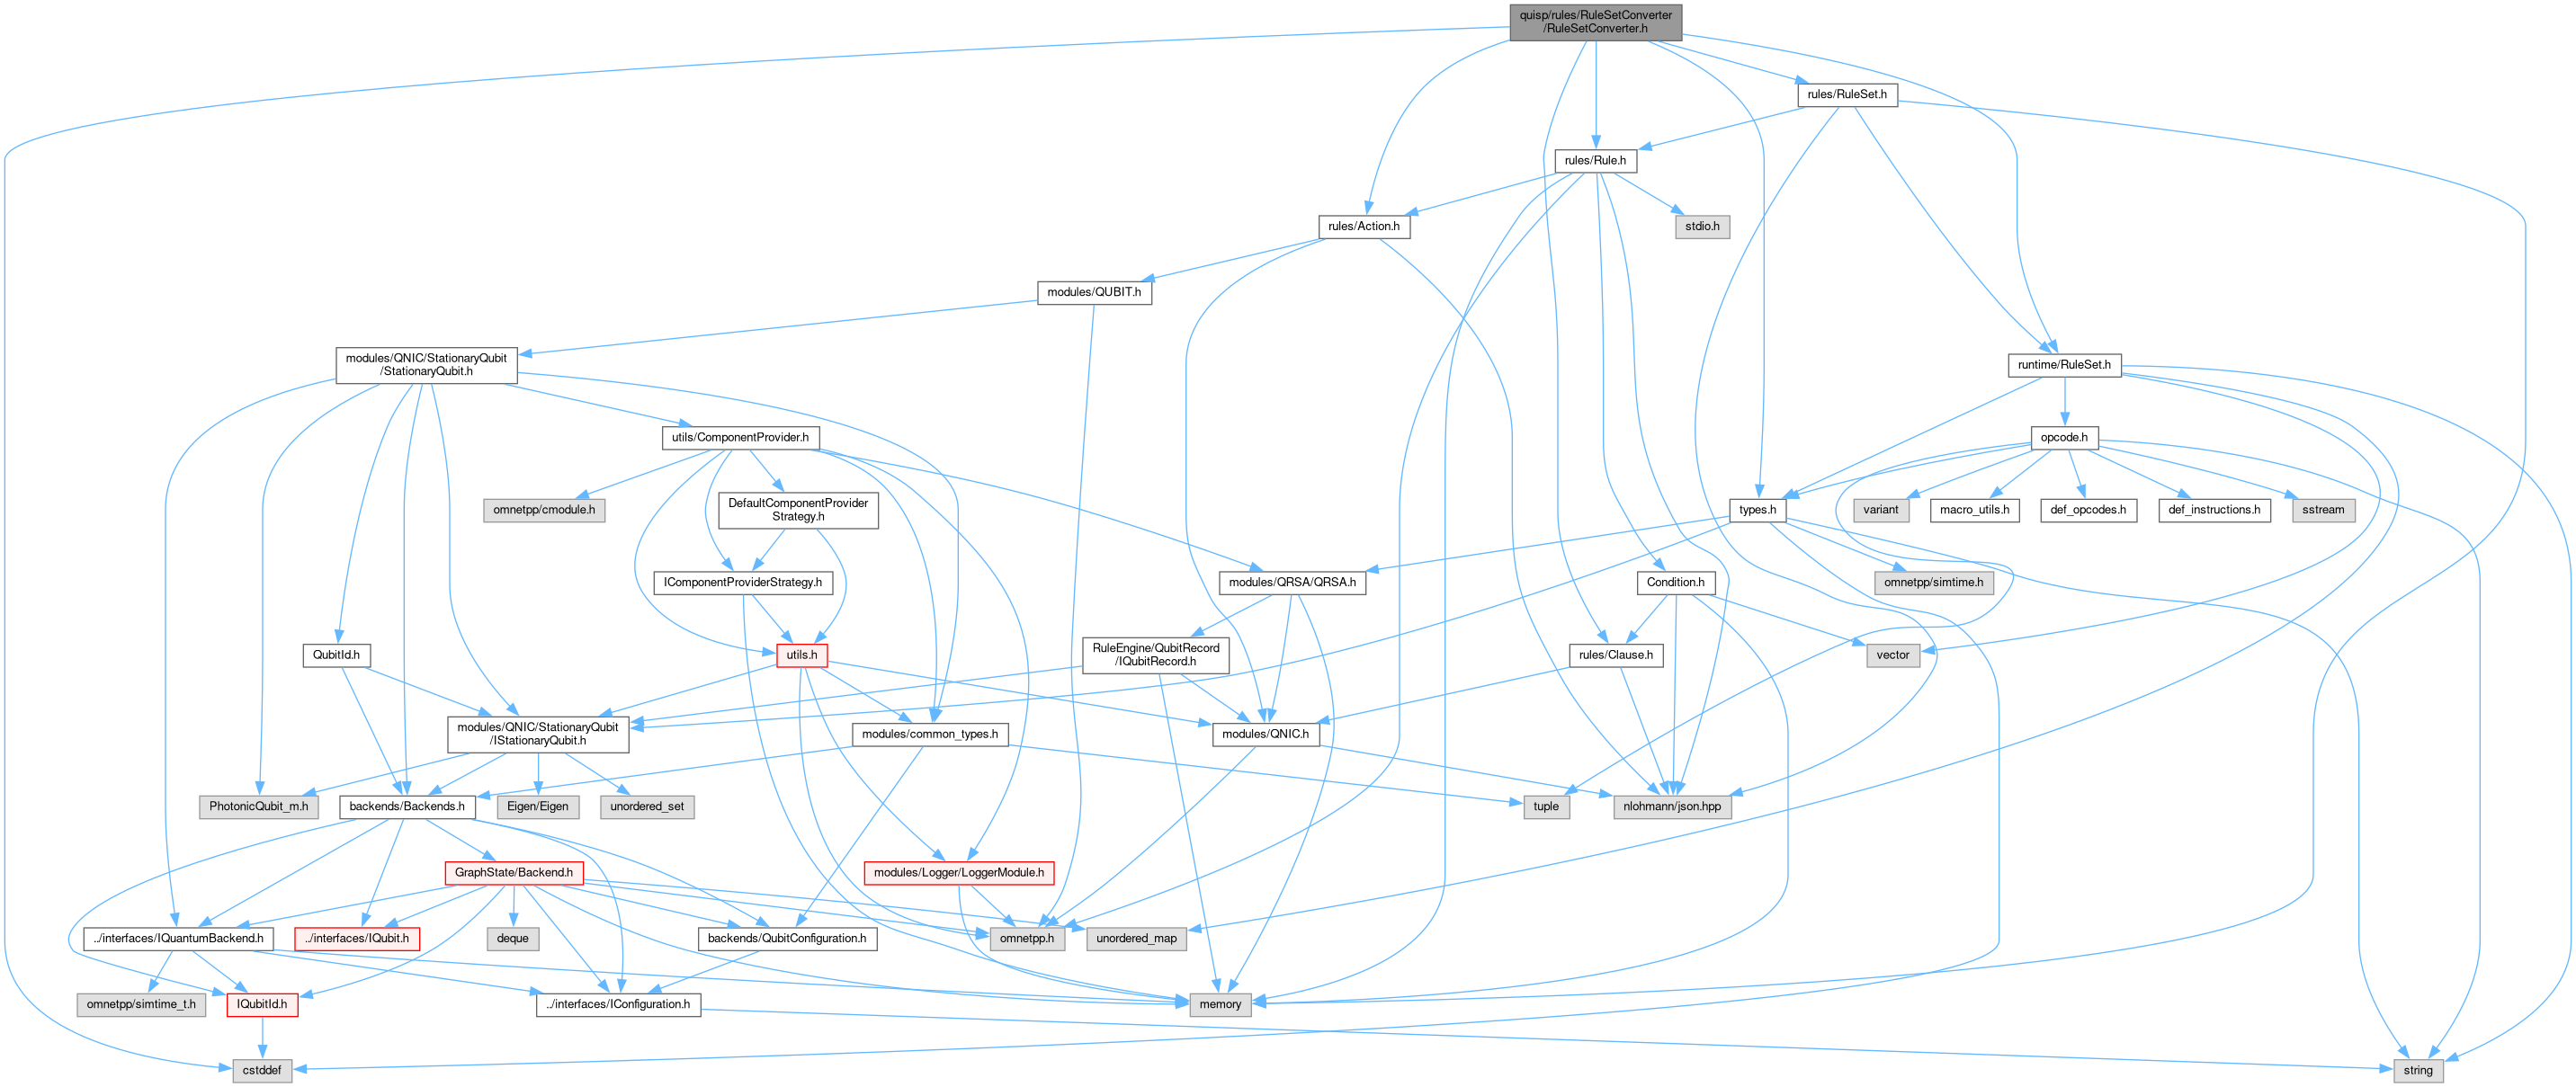 quisp/rules/RuleSetConverter
/RuleSetConverter.h
rules/RuleSet.h
rules/Rule.h
rules/Action.h
stdio.h
modules/QUBIT.h
modules/QNIC/StationaryQubit
/StationaryQubit.h
runtime/RuleSet.h
utils/ComponentProvider.h
opcode.h
omnetpp/cmodule.h
DefaultComponentProvider
Strategy.h
types.h
variant
macro_utils.h
def_opcodes.h
def_instructions.h
sstream
IComponentProviderStrategy.h
modules/QRSA/QRSA.h
Condition.h
omnetpp/simtime.h
QubitId.h
utils.h
RuleEngine/QubitRecord
/IQubitRecord.h
rules/Clause.h
vector
modules/QNIC/StationaryQubit
/IStationaryQubit.h
modules/common_types.h
modules/QNIC.h
PhotonicQubit_m.h
backends/Backends.h
Eigen/Eigen
unordered_set
tuple
nlohmann/json.hpp
GraphState/Backend.h
modules/Logger/LoggerModule.h
../interfaces/IQuantumBackend.h
../interfaces/IQubit.h
deque
backends/QubitConfiguration.h
omnetpp.h
unordered_map
omnetpp/simtime_t.h
IQubitId.h
../interfaces/IConfiguration.h
memory
cstddef
string